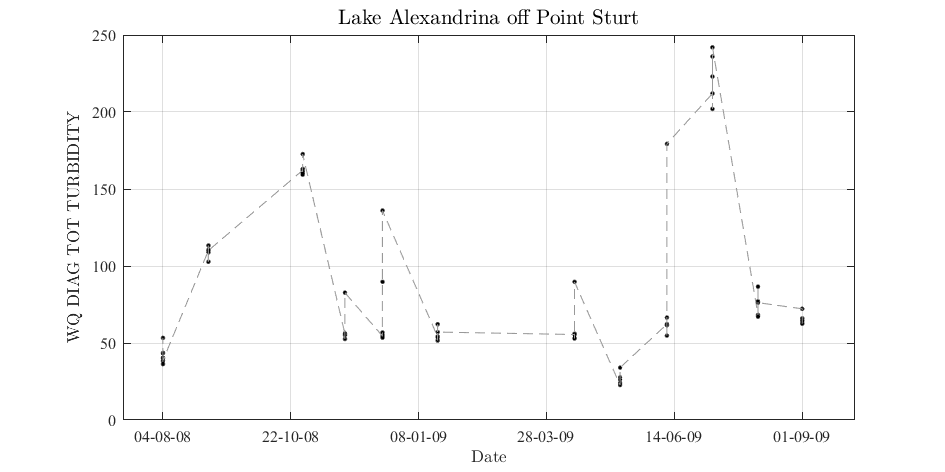 Lake Alexandrina off Point Sturt
250
200
150
100
50
0
WQ DIAG TOT TURBIDITY
04-08-08 22-10-08 08-01-09 28-03-09 14-06-09 01-09-09
Date